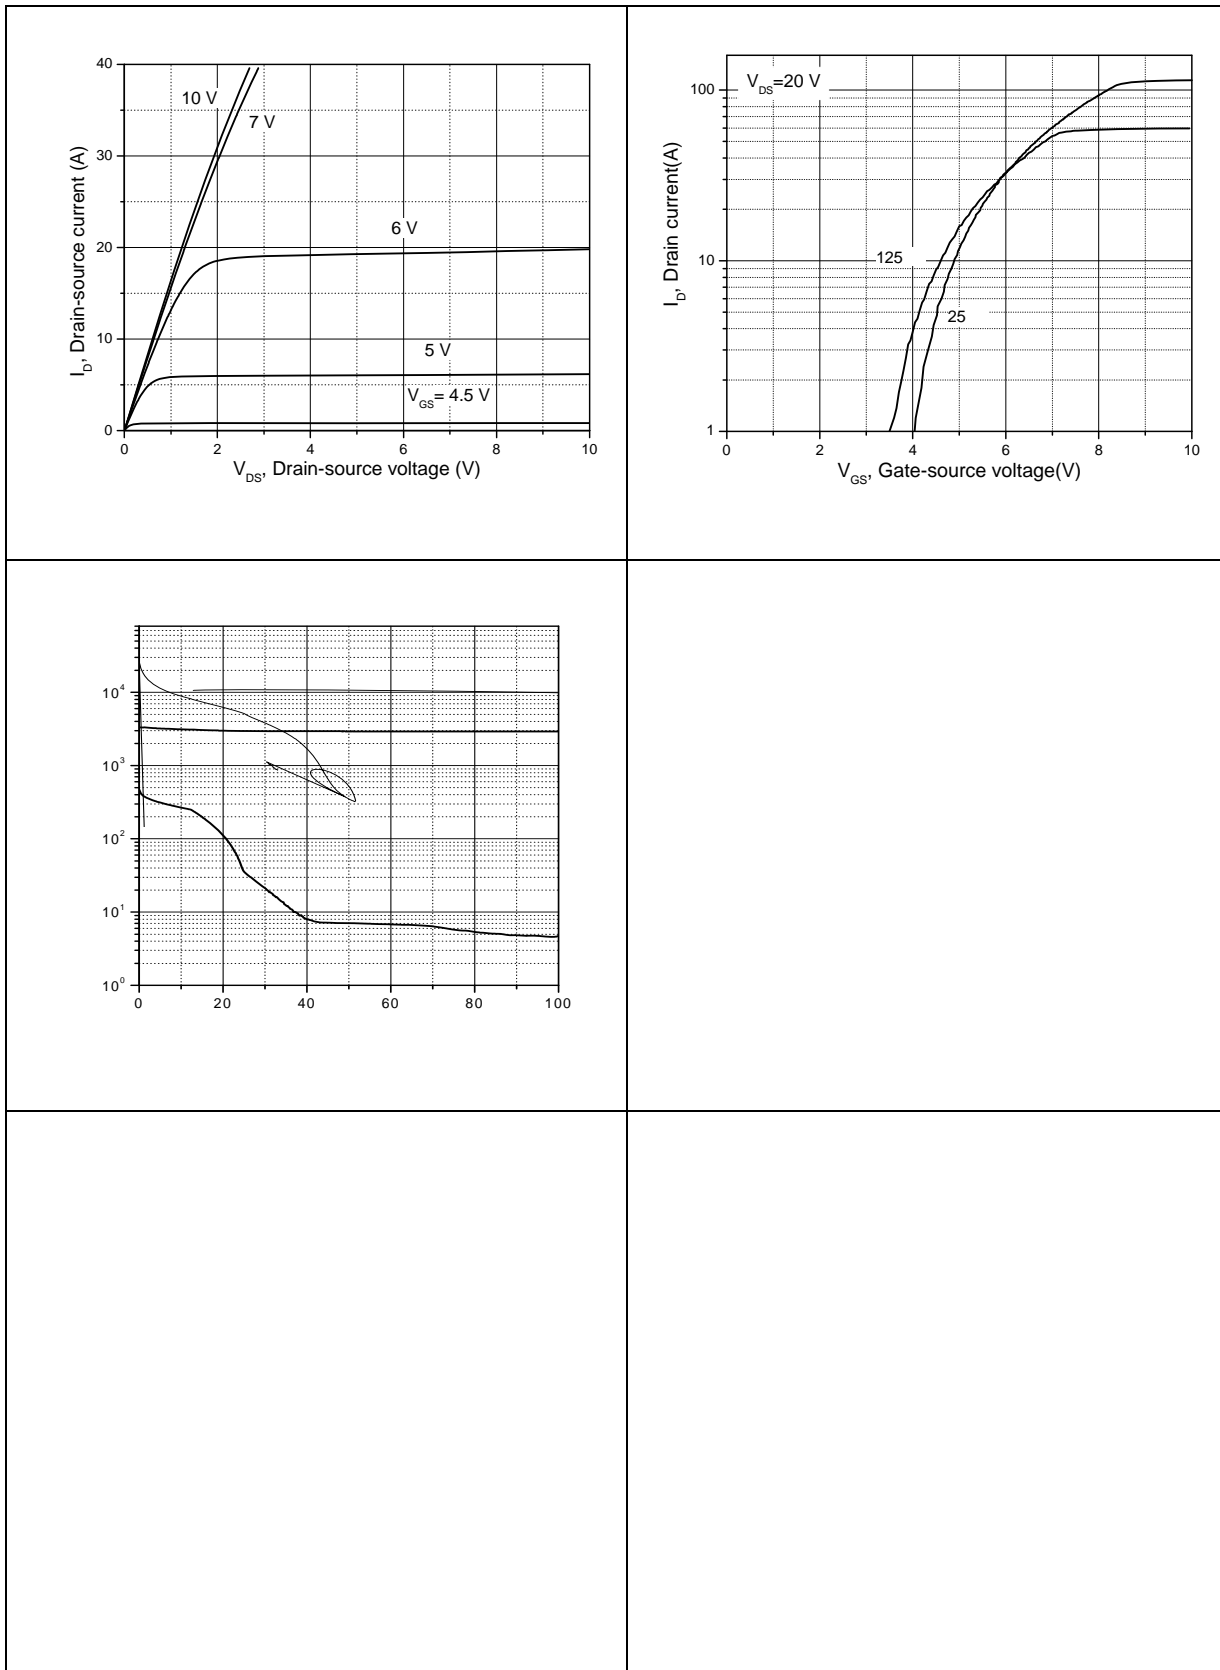 40
30
20
10
0
0 2 4 6 8 10
10 V
7 V
6 V
5 V
V_GS= 4.5 V
I_D, Drain-source current (A)
V_DS, Drain-source voltage (V)
100
10
1
0 2 4 6 8 10
V_DS=20 V
125
25
I_D, Drain current(A)
V_GS, Gate-source voltage(V)
10^4
10^3
10^2
10^1
10^0
0 20 40 60 80 100